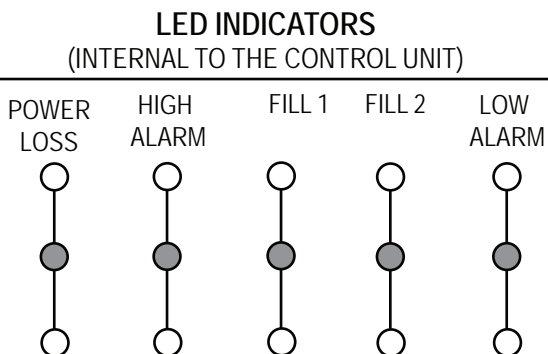 LED INDICATORS
(INTERNAL TO THE CONTROL UNIT)
POWER LOSS
HIGH ALARM
FILL 1
FILL 2
LOW ALARM